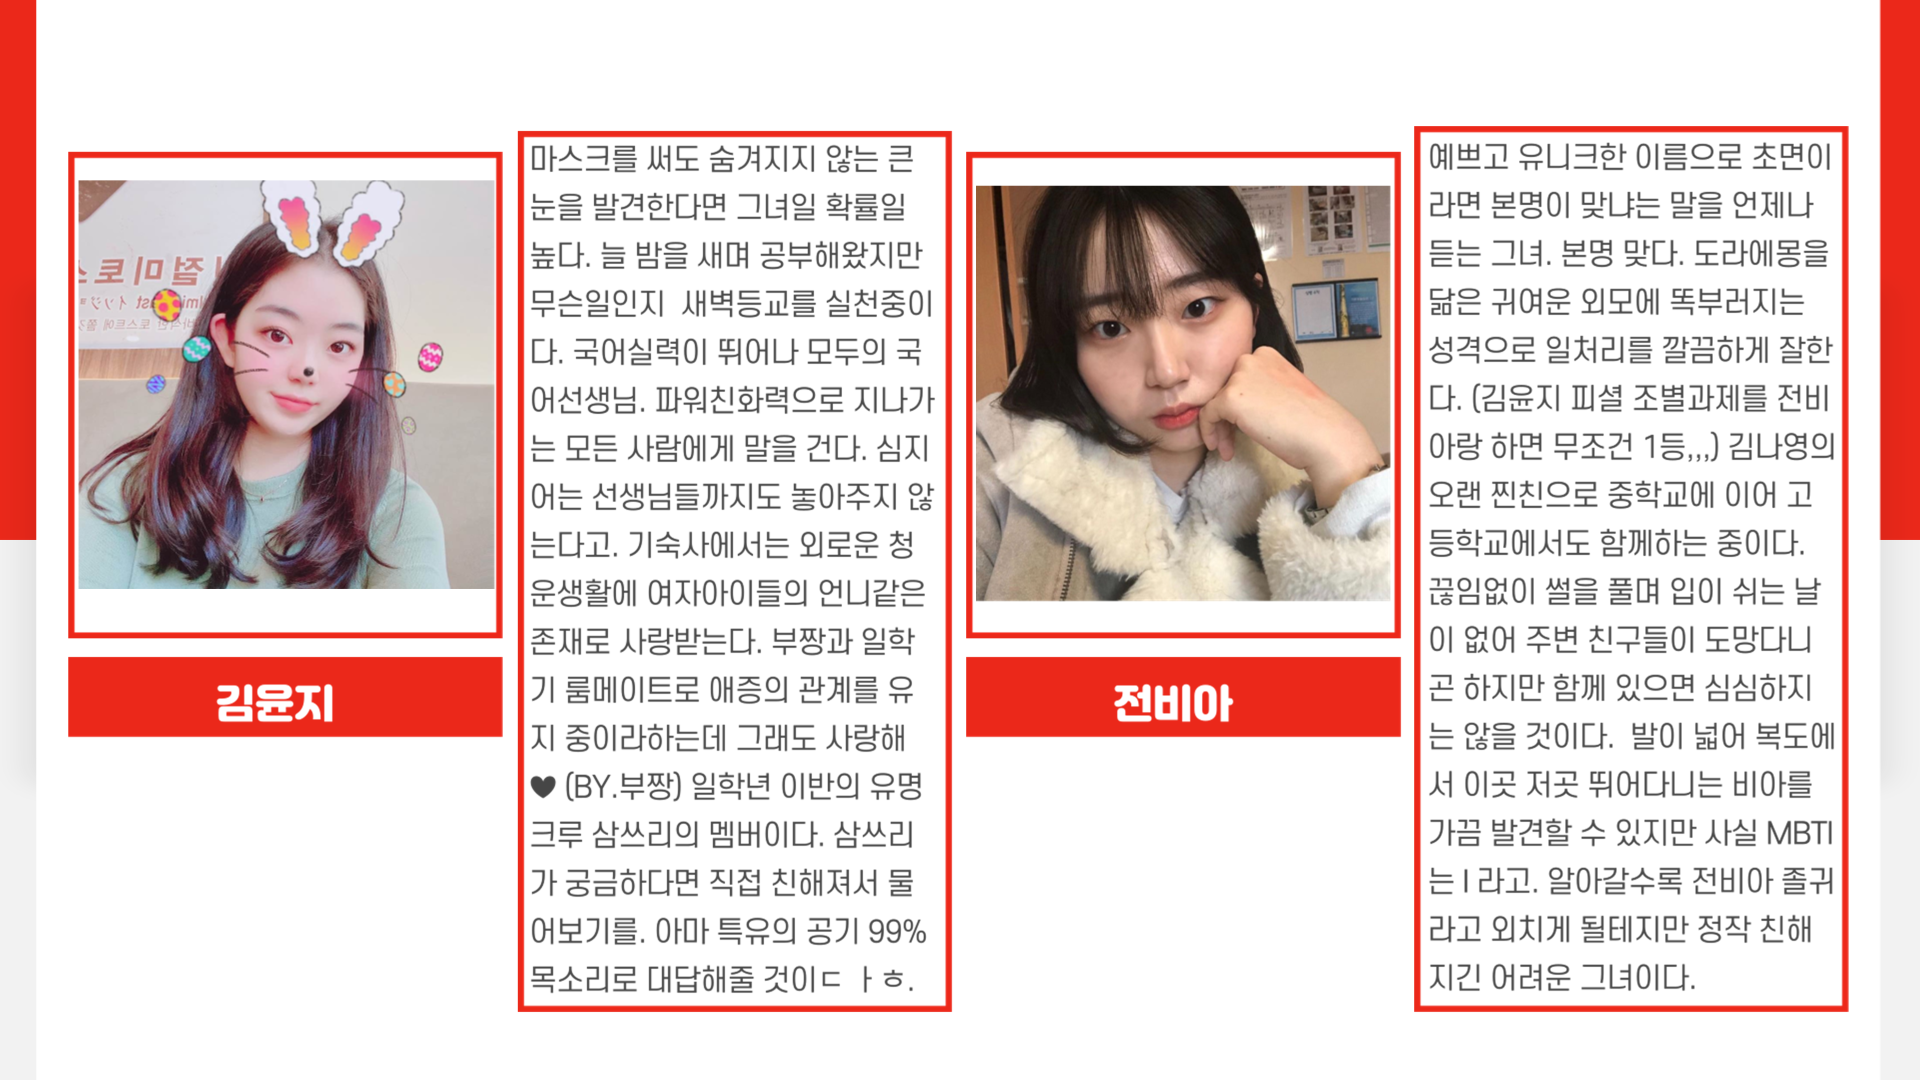 김윤지
마스크를 써도 숨겨지지 않는 큰
눈을 발견한다면 그녀일 확률일
높다. 늘 밤을 새며 공부해왔지만
무슨일인지 새벽등교를 실천중이
다. 국어실력이 뛰어나 모두의 국
어선생님. 파워친화력으로 지나가
는 모든 사람에게 말을 건다. 심지
어는 선생님들까지도 놓아주지 않
는다고. 기숙사에서는 외로운 청
운생활에 여자아이들의 언니같은
존재로 사랑받는다. 부짱과 일학
기 룸메이트로 애증의 관계를 유
지 중이라하는데 그래도 사랑해
♥ (BY.부짱) 일학년 이반의 유명
크루 삼쓰리의 멤버이다. 삼쓰리
가 궁금하다면 직접 친해져서 물
어보기를. 아마 특유의 공기 99%
목소리로 대답해줄 것이ㄷ ㅏㅎ.
전비아
예쁘고 유니크한 이름으로 초면이
라면 본명이 맞냐는 말을 언제나
듣는 그녀. 본명 맞다. 도라에몽을
닮은 귀여운 외모에 똑부러지는
성격으로 일처리를 깔끔하게 잘한
다. (김윤지 피셜 조별과제를 전비
아랑 하면 무조건 1등,,,) 김나영의
오랜 찐친으로 중학교에 이어 고
등학교에서도 함께하는 중이다.
끊임없이 썰을 풀며 입이 쉬는 날
이 없어 주변 친구들이 도망다니
곤 하지만 함께 있으면 심심하지
는 않을 것이다. 발이 넓어 복도에
서 이곳 저곳 뛰어다니는 비아를
가끔 발견할 수 있지만 사실 MBTI
는 I 라고. 알아갈수록 전비아 졸귀
라고 외치게 될테지만 정작 친해
지긴 어려운 그녀이다.